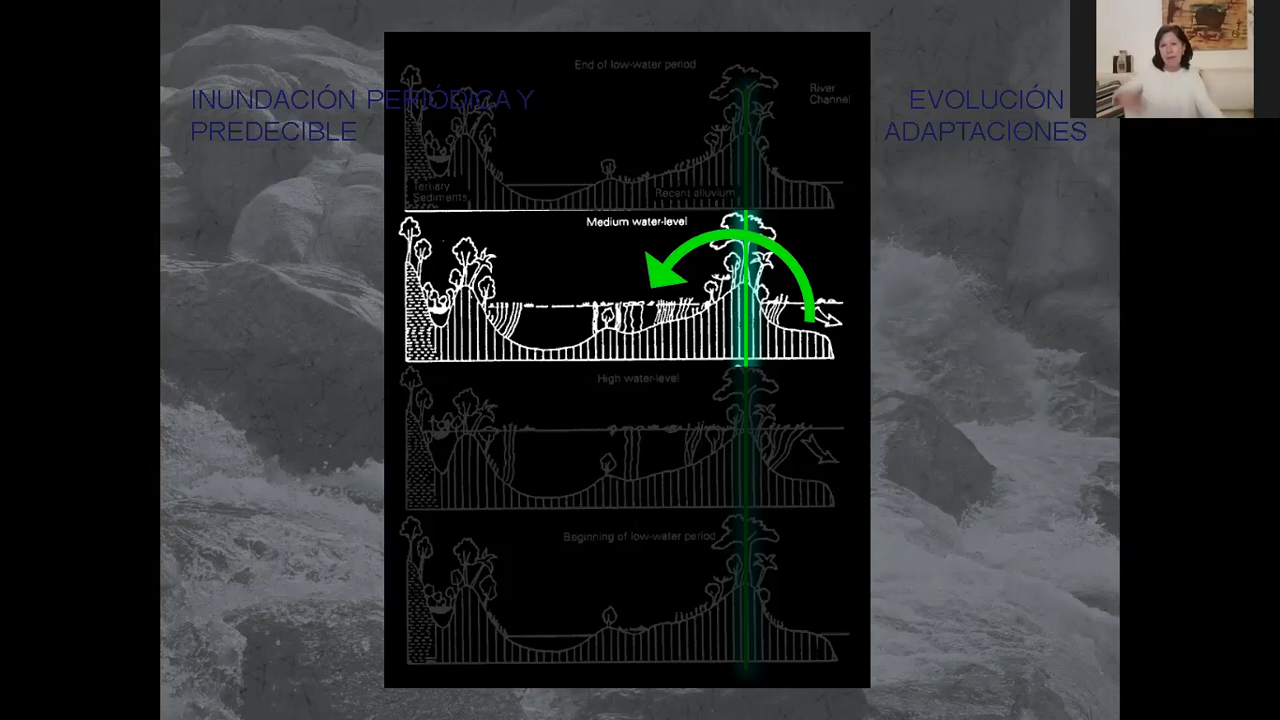 INUNDACIÓN PERIÓDICA Y
PREDECIBLE
EVOLUCIÓN
ADAPTACIONES
End of low-water period
River
Channel
Tertiary
Sediments
Recent alluvium
Medium water-level
High water-level
Beginning of low-water period